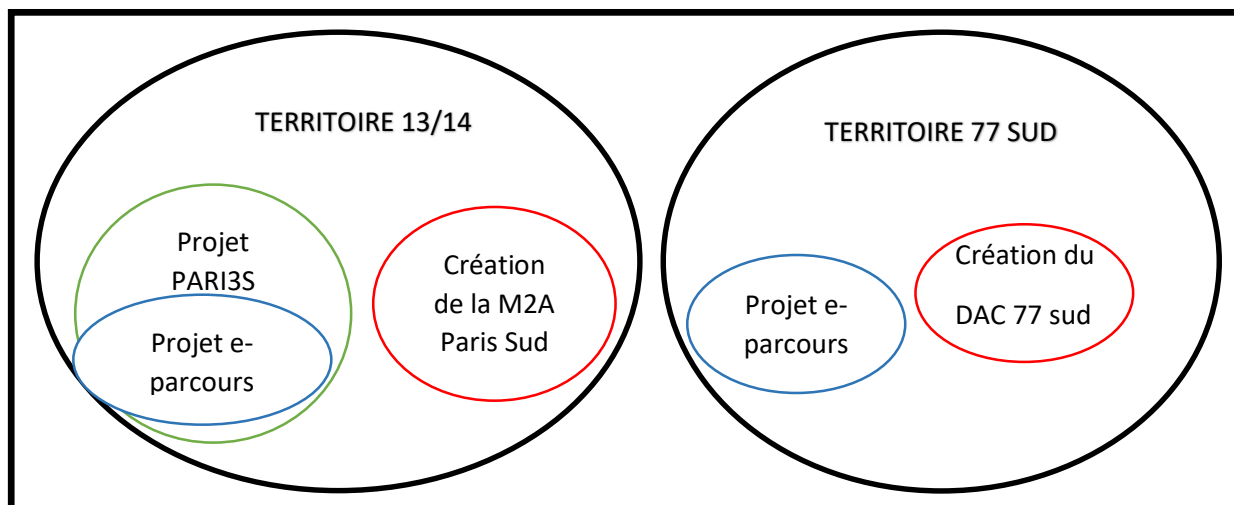 TERRITOIRE 13/14
Projet
PARI3S
Projet e-
parcours
Création
de la M2A
Paris Sud
TERRITOIRE 77 SUD
Projet e-
parcours
Création du
DAC 77 sud